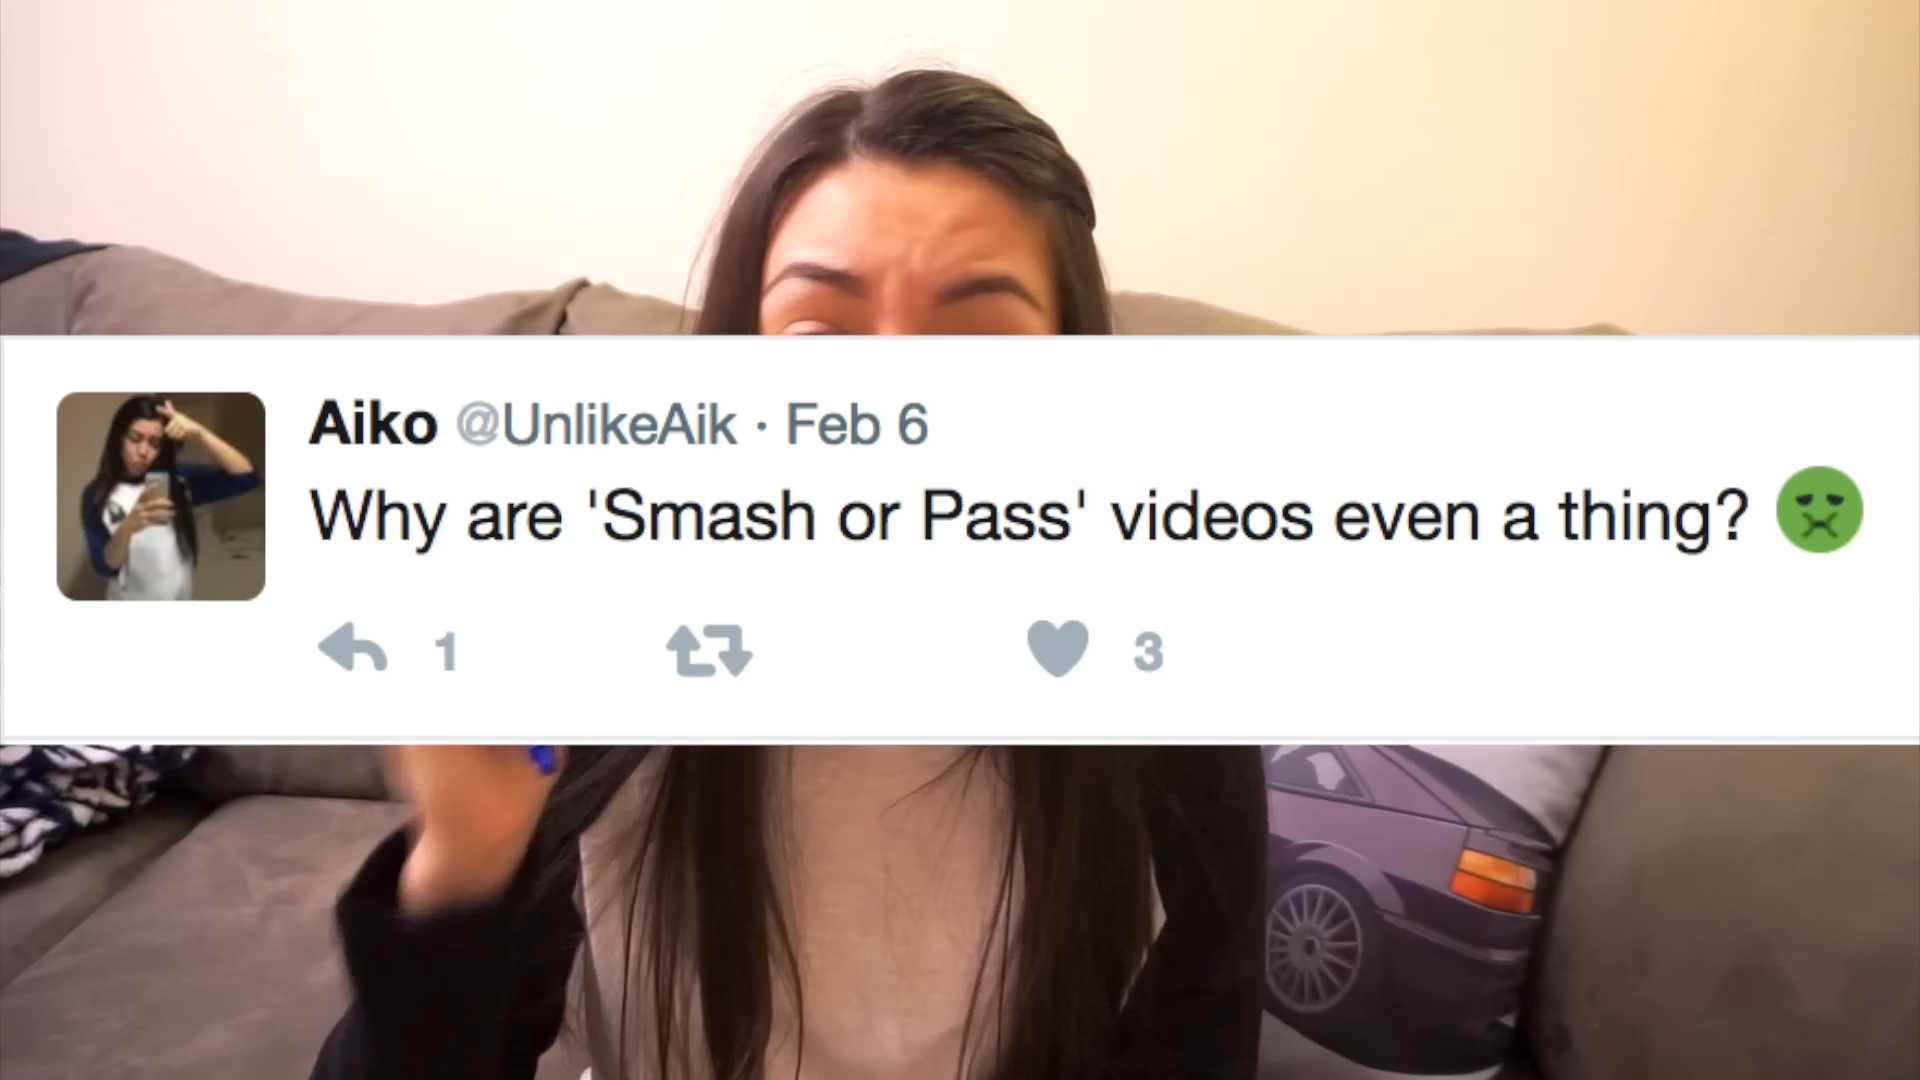 Aiko @UnlikeAik · Feb 6
Why are 'Smash or Pass' videos even a thing? 🤢
1 3